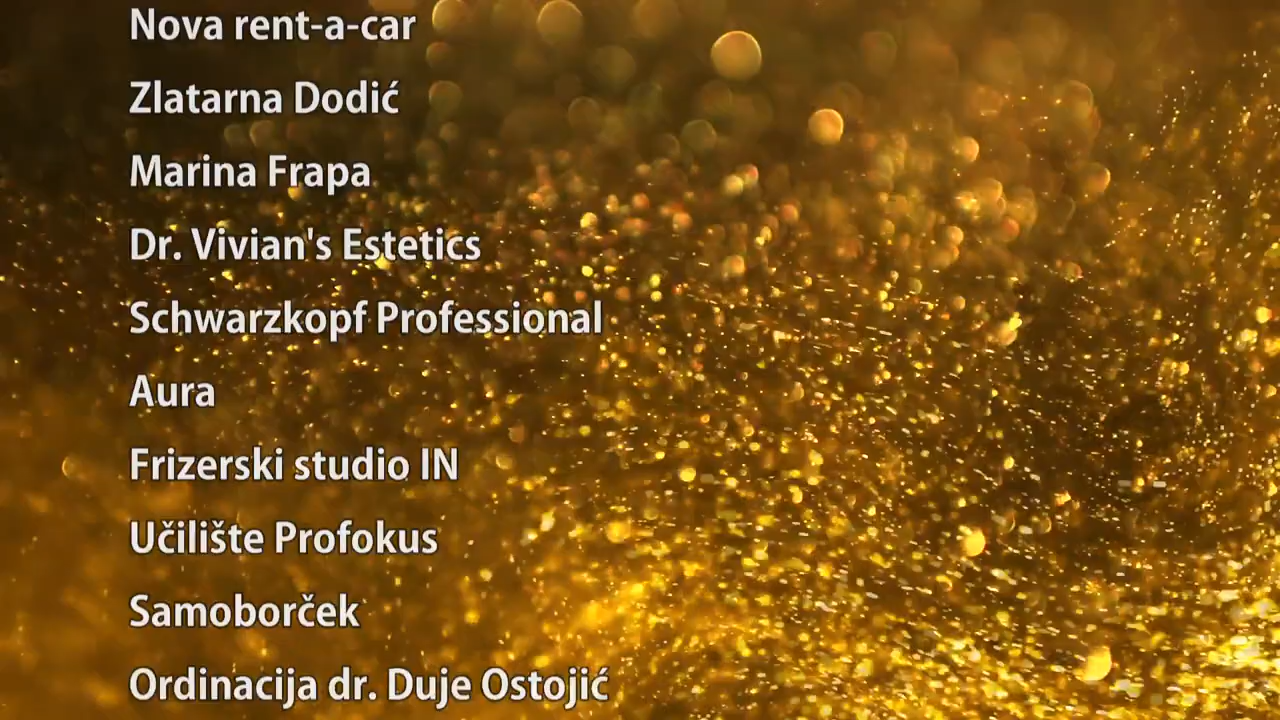 Nova rent-a-car
Zlatarna Dodić
Marina Frapa
Dr. Vivian's Estetics
Schwarzkopf Professional
Aura
Frizerski studio IN
Učilište Profokus
Samoborček
Ordinacija dr. Duje Ostojić